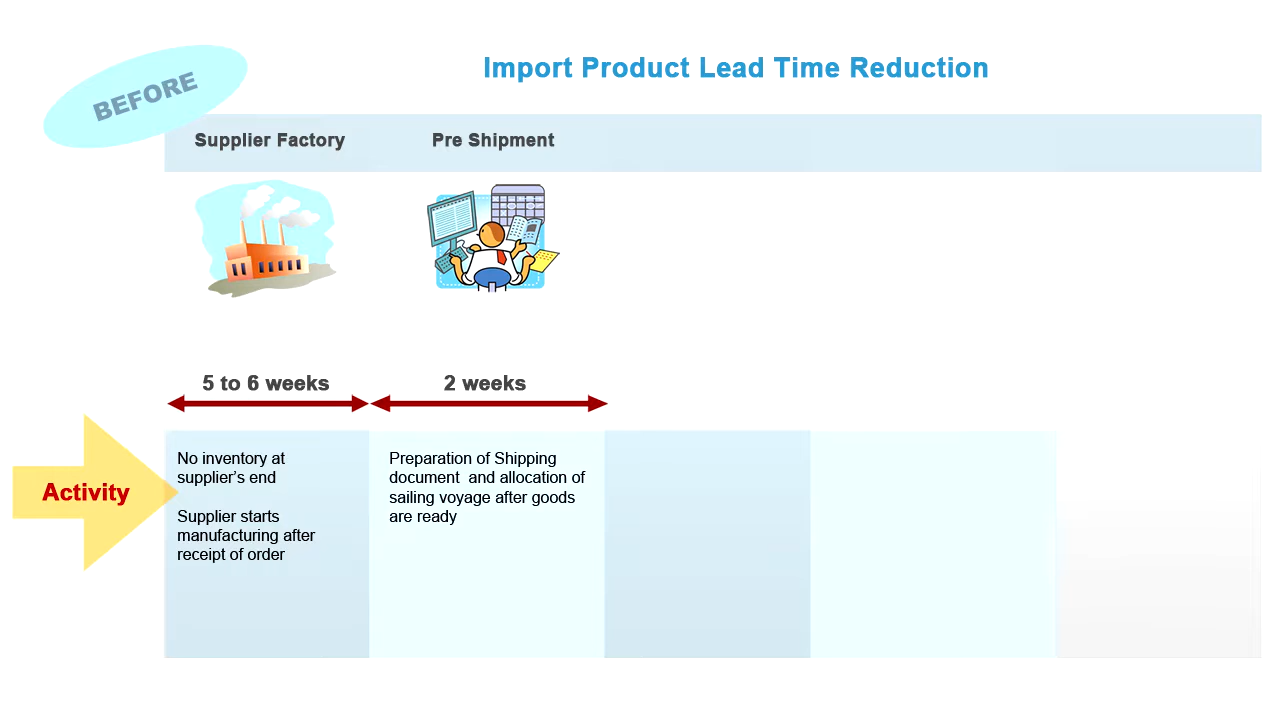 BEFORE
Import Product Lead Time Reduction
Supplier Factory
Pre Shipment
5 to 6 weeks
2 weeks
Activity
No inventory at
supplier’s end
Supplier starts
manufacturing after
receipt of order
Preparation of Shipping
document  and allocation of
sailing voyage after goods
are ready